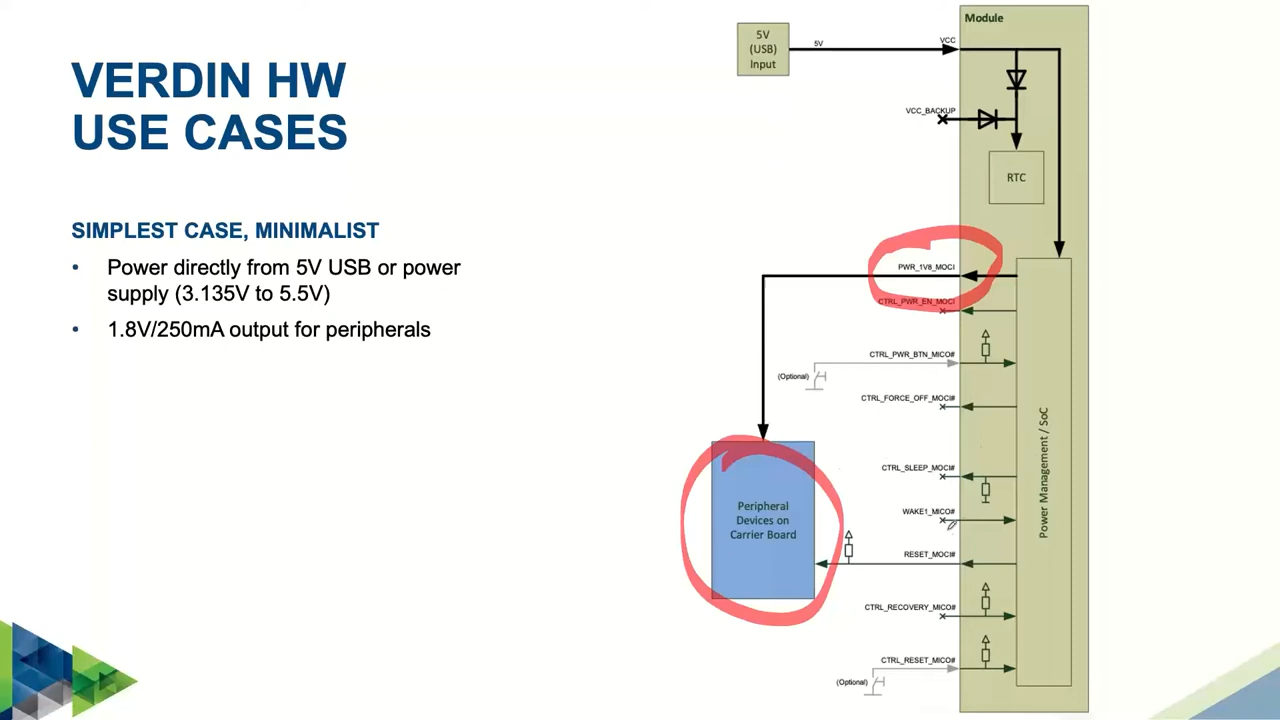 VERDIN HW
USE CASES
SIMPLEST CASE, MINIMALIST
• Power directly from 5V USB or power
supply (3.135V to 5.5V)
• 1.8V/250mA output for peripherals
Module
5V
(USB)
Input
5V
VCC
VCC_BACKUP
RTC
PWR_1V8_MOCI
CTRL_PWR_EN_MOCI
CTRL_PWR_BTN_MICO#
(Optional)
CTRL_FORCE_OFF_MOCI#
CTRL_SLEEP_MOCI#
WAKE1_MICO#
RESET_MOCI#
CTRL_RECOVERY_MICO#
CTRL_RESET_MICO#
(Optional)
Peripheral
Devices on
Carrier Board
Power Management / SoC